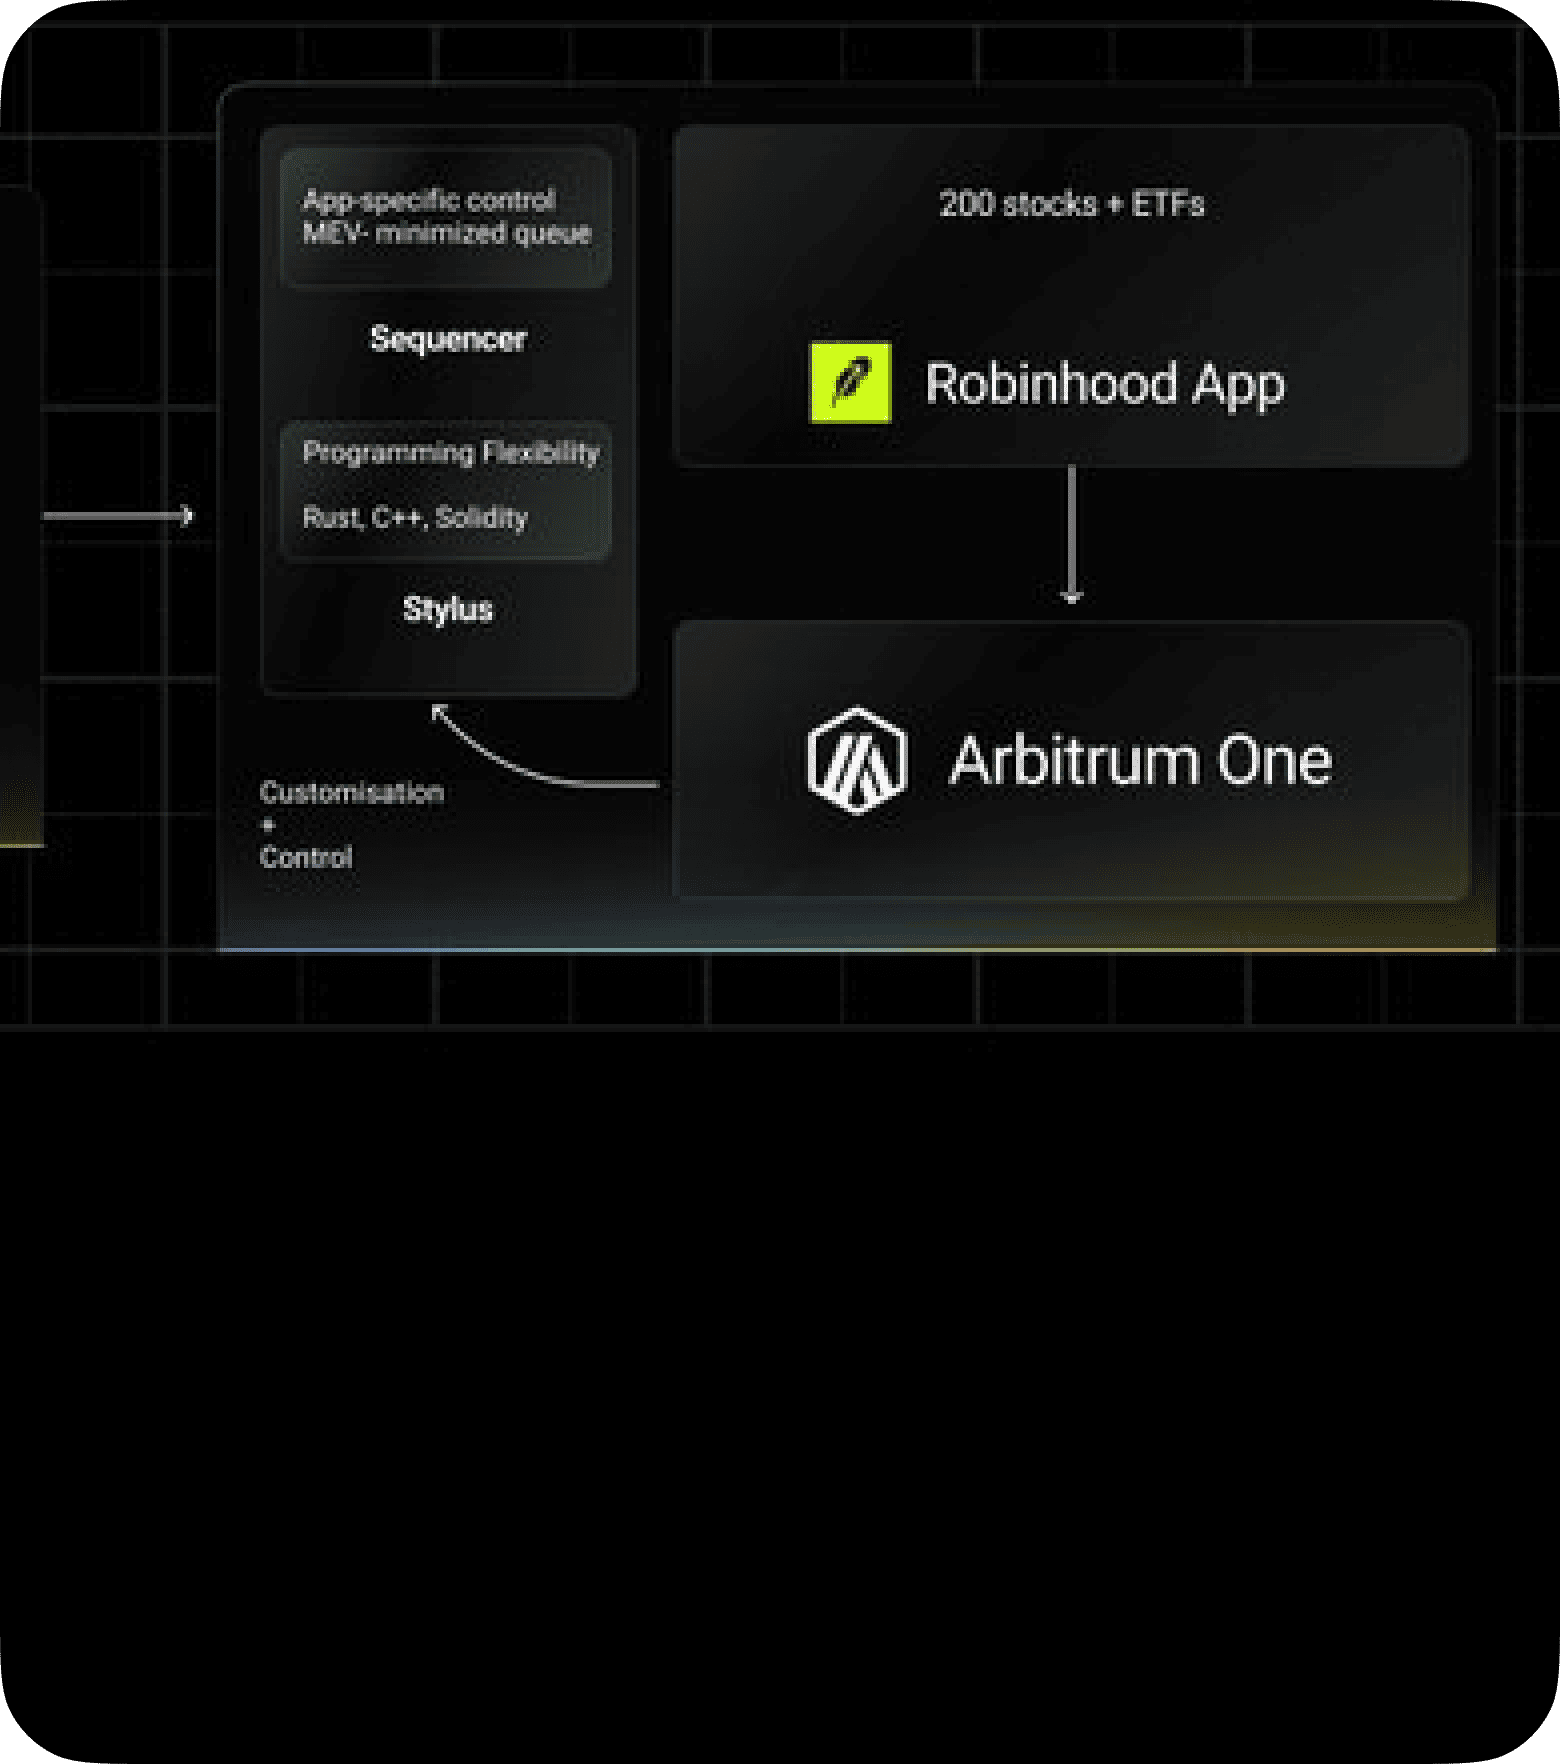 App-specific control
MEV- minimized queue
Sequencer
Programming Flexibility
Rust, C++, Solidity
Stylus
Customisation
+
Control
200 stocks + ETFs
Robinhood App
Arbitrum One